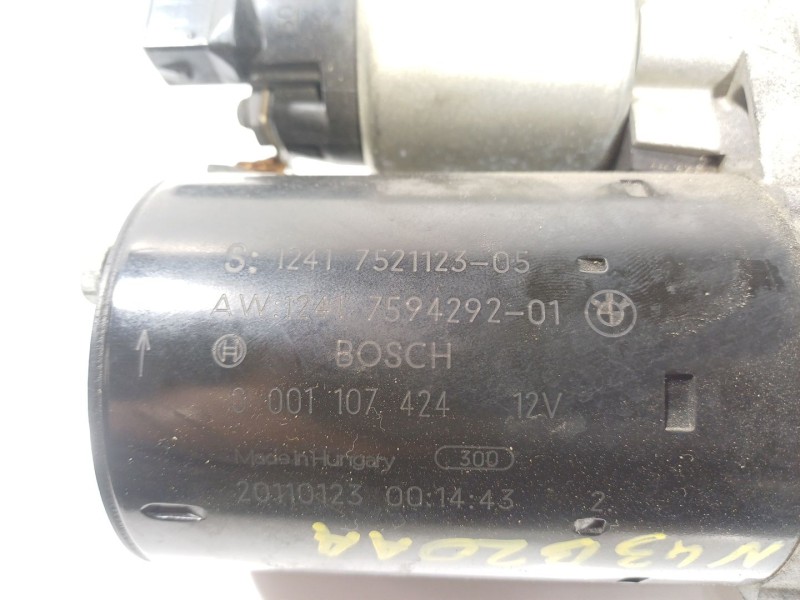 S: 1241 7521123-05
AW: 1241 7594292-01
BOSCH
0 001 107 424 12V
Made in Hungary 300
20110123 00:14:43 2
N43B20AA